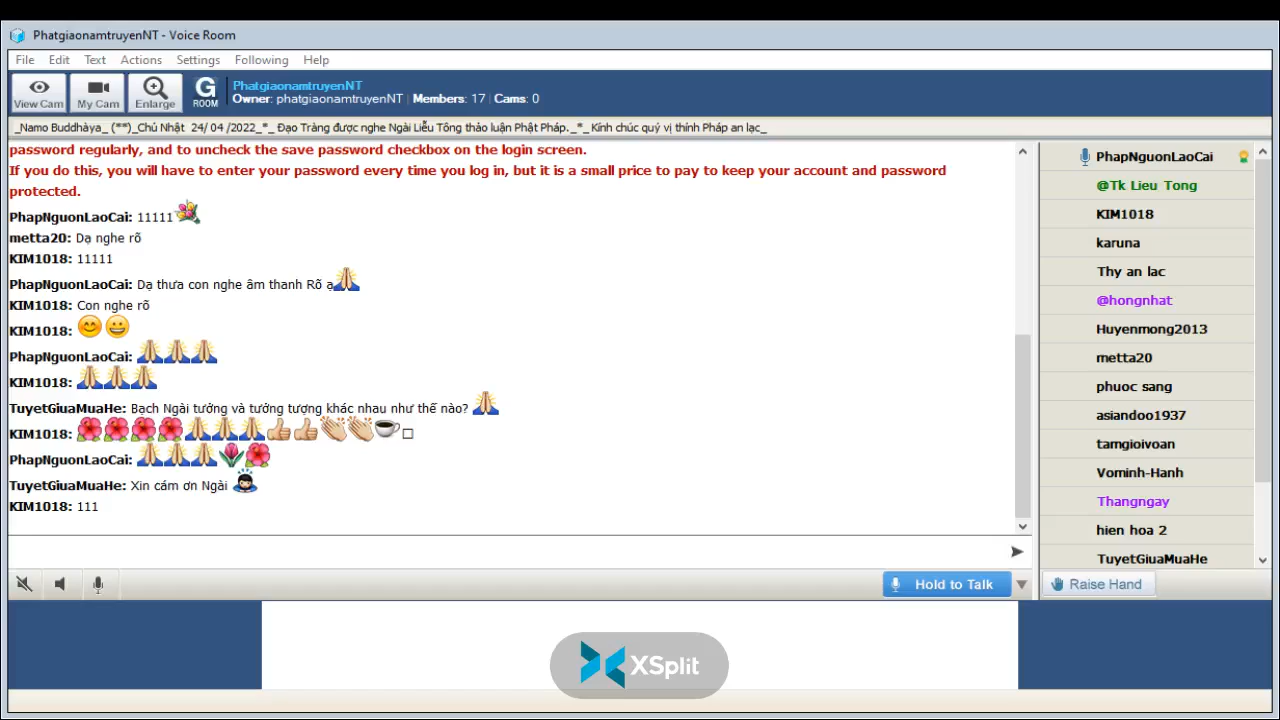 PhatgiaonamtruyenNT - Voice Room
File Edit Text Actions Settings Following Help
View Cam My Cam Enlarge G ROOM
PhatgiaonamtruyenNT
Owner: phatgiaonamtruyenNT Members: 17 Cams: 0
_Namo Buddhàya_ (**)_Chủ Nhật 24/ 04 /2022_*_ Đạo Tràng được nghe Ngài Liễu Tông thảo luận Phật Pháp._*_ Kính chúc quý vị thính Pháp an lạc_
password regularly, and to uncheck the save password checkbox on the login screen.
If you do this, you will have to enter your password every time you log in, but it is a small price to pay to keep your account and password
protected.
PhapNguonLaoCai: 11111
metta20: Dạ nghe rõ
KIM1018: 11111
PhapNguonLaoCai: Dạ thưa con nghe âm thanh Rõ ạ
KIM1018: Con nghe rõ
KIM1018:
PhapNguonLaoCai:
KIM1018:
TuyetGiuaMuaHe: Bạch Ngài tưởng và tưởng tượng khác nhau như thế nào?
KIM1018:
PhapNguonLaoCai:
TuyetGiuaMuaHe: Xin cám ơn Ngài
KIM1018: 111
PhapNguonLaoCai
@Tk Lieu Tong
KIM1018
karuna
Thy an lac
@hongnhat
Huyenmong2013
metta20
phuoc sang
asiandoo1937
tamgioivoan
Vominh-Hanh
Thangngay
hien hoa 2
TuyetGiuaMuaHe
Hold to Talk
Raise Hand
XSplit